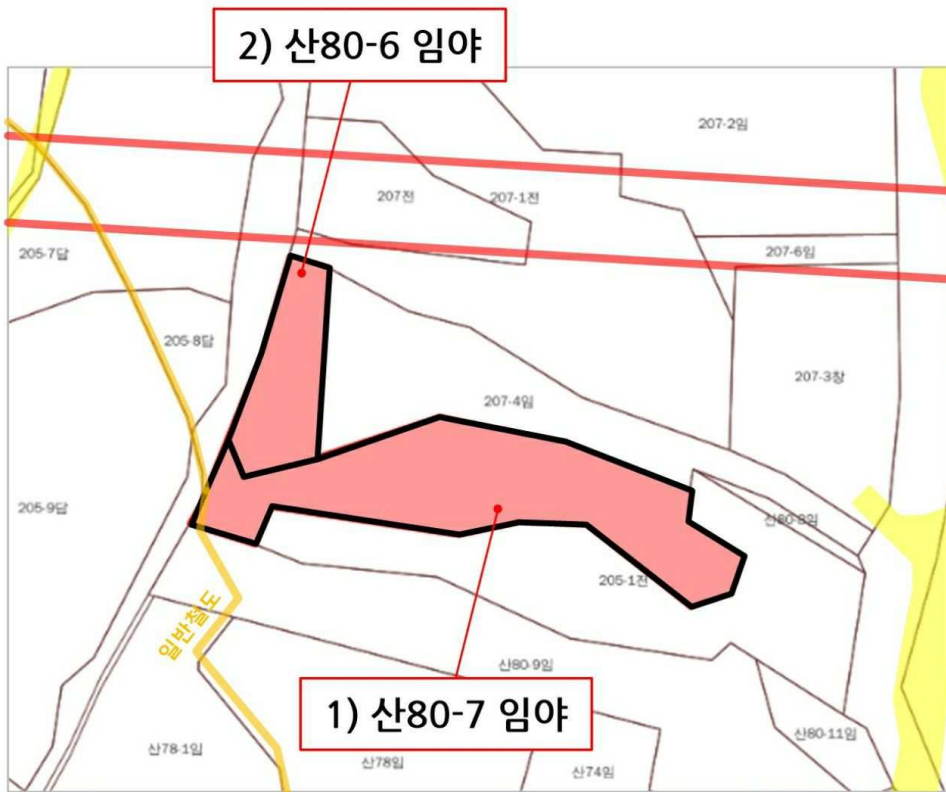 2) 산80-6 임야
207-2임
207전
207-1전
205-7답
207-6임
205-8답
207-3창
207-4임
205-9답
산80-8임
205-1전
일반철도
산80-9임
1) 산80-7 임야
산78-1임
산78임
산74임
산80-11임